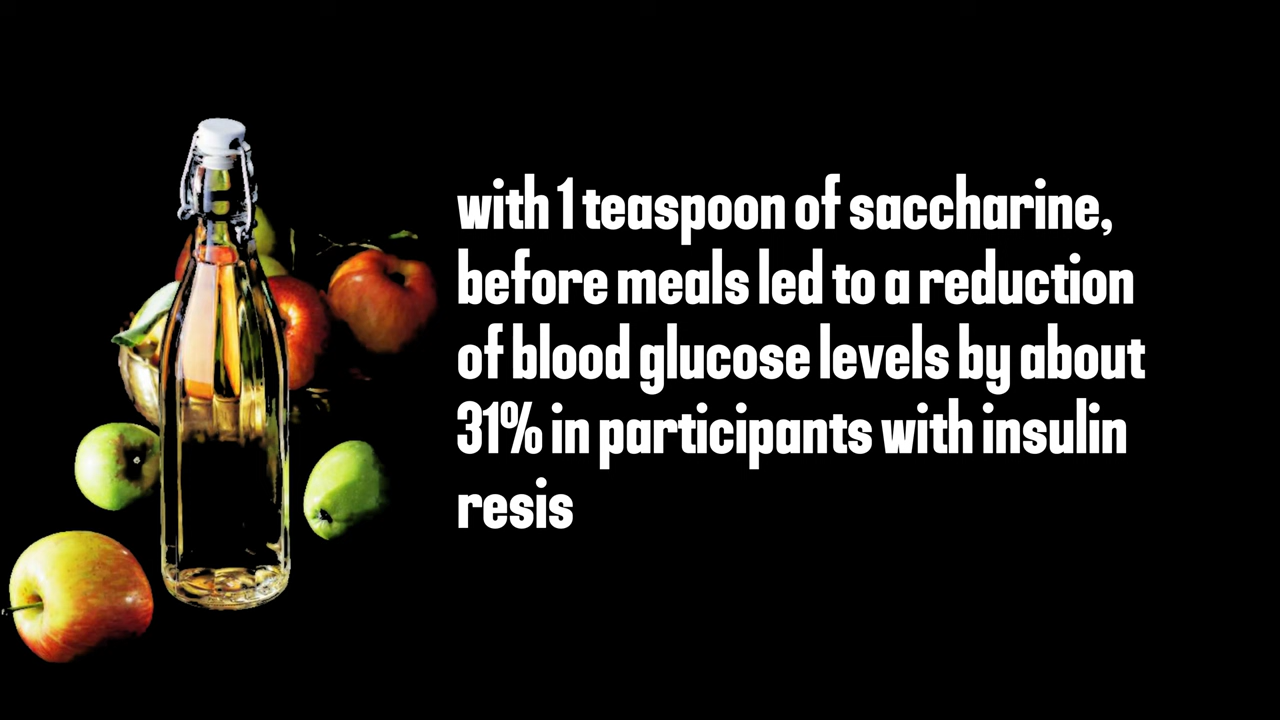 with 1 teaspoon of saccharine,
before meals led to a reduction
of blood glucose levels by about
31% in participants with insulin
resis